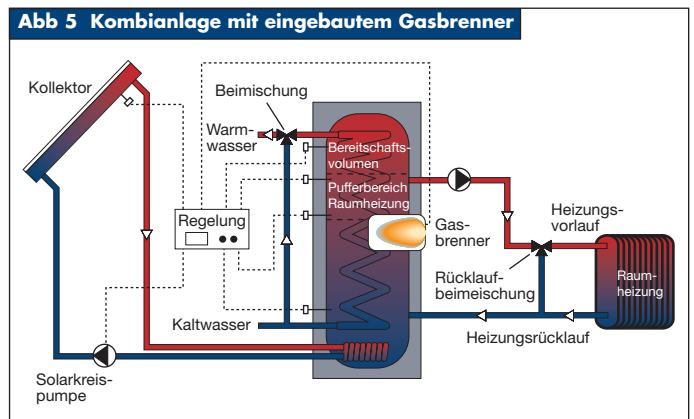 Abb 5 Kombianlage mit eingebautem Gasbrenner
Kollektor
Beimischung
Warm-
wasser
Bereitschafts-
volumen
Pufferbereich
Raumheizung
Regelung
Gas-
brenner
Heizungs-
vorlauf
Rücklauf-
beimeischung
Raum-
heizung
Kaltwasser
Heizungsrücklauf
Solarkreis-
pumpe